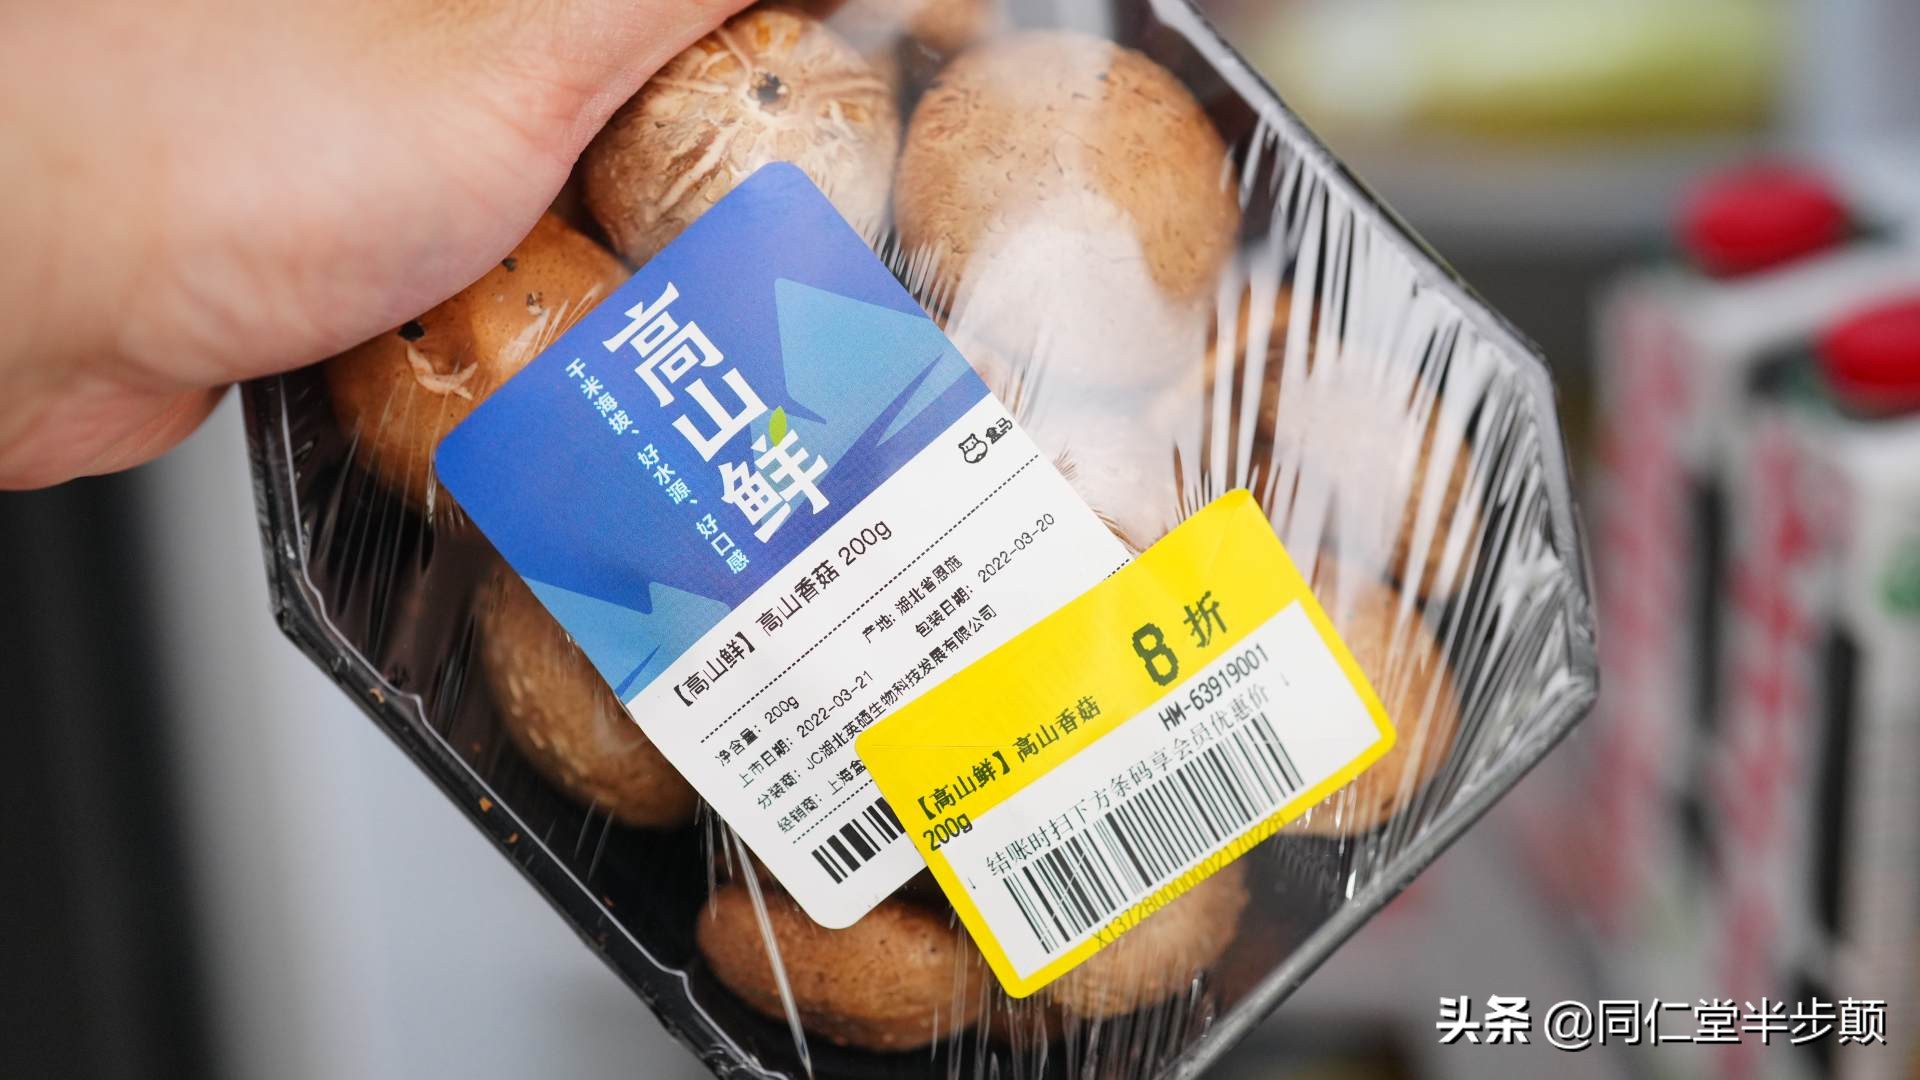 高山鲜
千米海拔、好水源、好口感
盒马
【高山鲜】高山香菇 200g
产地: 湖北省恩施
净含量: 200g
包装日期: 2022-03-20
上市日期: 2022-03-21
分装商: JC湖北英硒生物科技发展有限公司
经销商: 上海盒
8 折
【高山鲜】高山香菇
200g
HM-63919001
↓ 结账时扫下方条码享会员优惠价 ↓
头条 @同仁堂半步颠